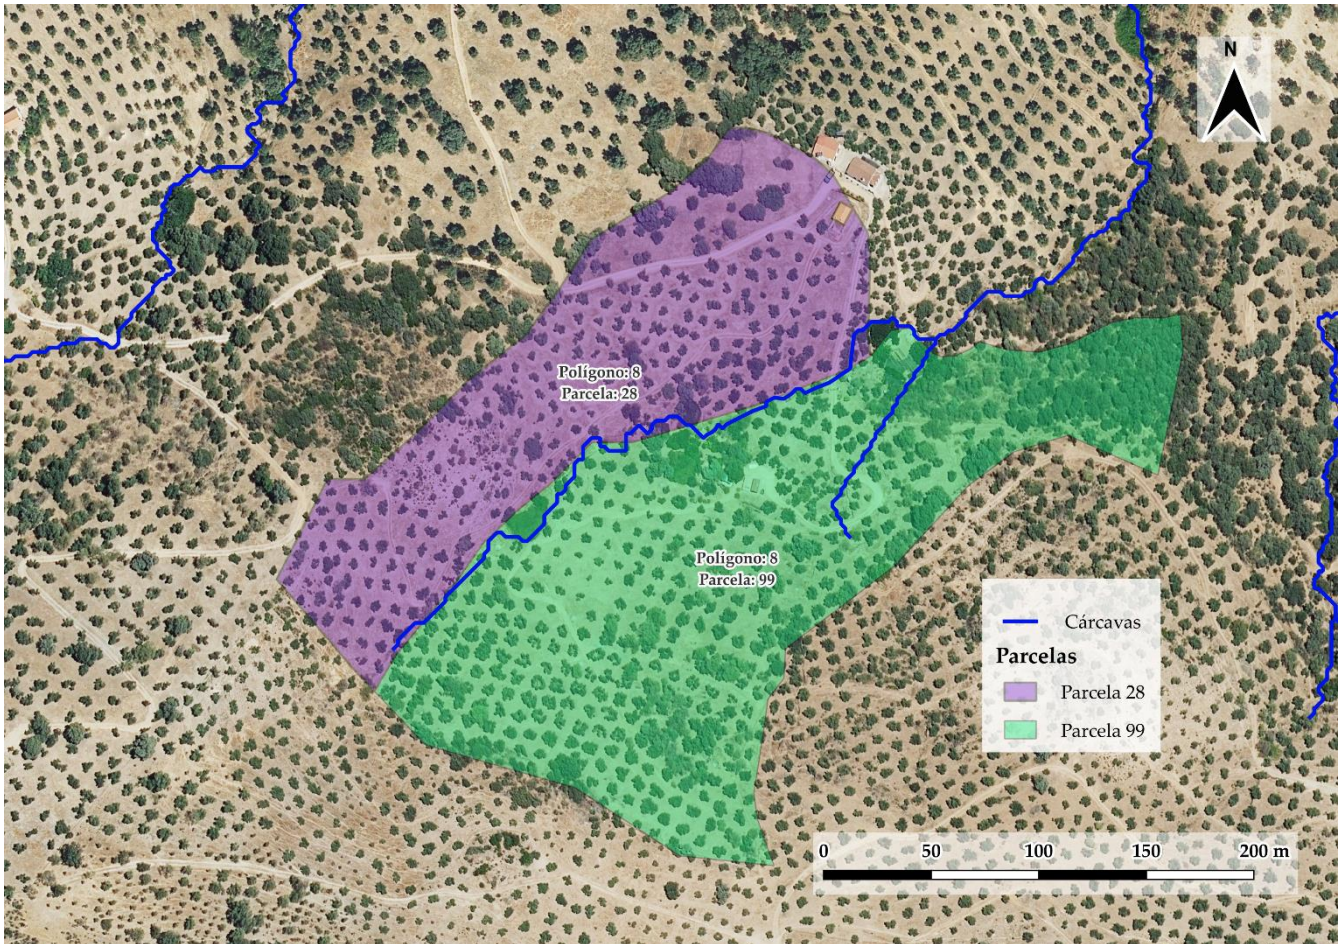 N
Polígono: 8
Parcela: 28
Polígono: 8
Parcela: 99
Cárcavas
Parcelas
Parcela 28
Parcela 99
0 50 100 150 200 m